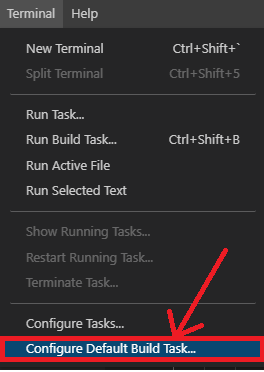 Terminal Help
New Terminal Ctrl+Shift+`
Split Terminal Ctrl+Shift+5
Run Task...
Run Build Task... Ctrl+Shift+B
Run Active File
Run Selected Text
Show Running Tasks...
Restart Running Task...
Terminate Task...
Configure Tasks...
Configure Default Build Task...